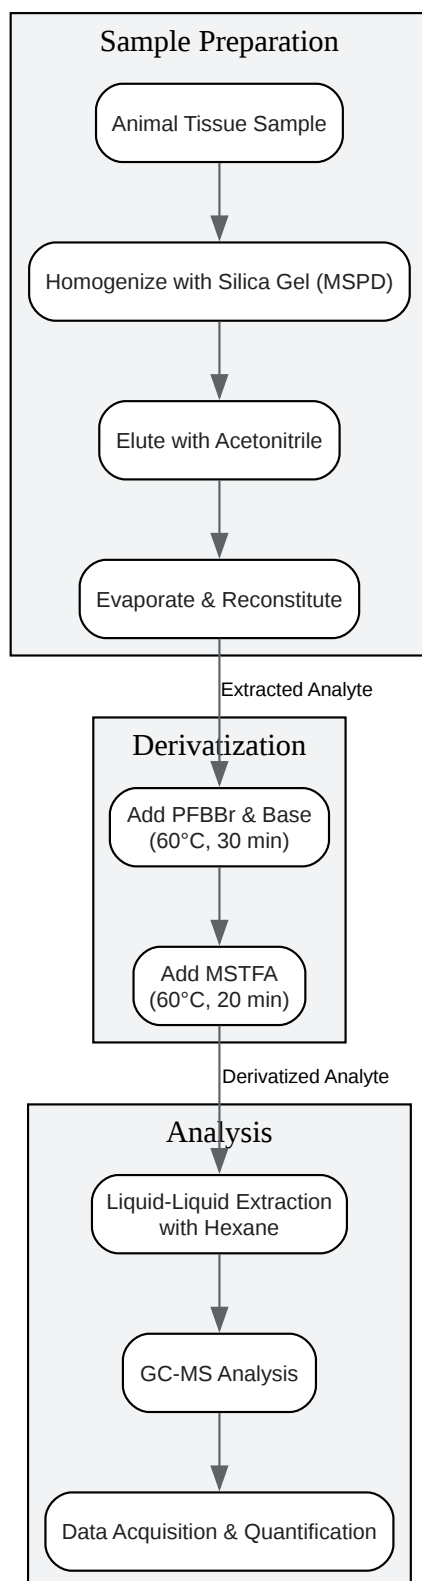 Sample Preparation
Animal Tissue Sample
Homogenize with Silica Gel (MSPD)
Elute with Acetonitrile
Evaporate & Reconstitute
Extracted Analyte
Derivatization
Add PFBBr & Base
(60°C, 30 min)
Add MSTFA
(60°C, 20 min)
Derivatized Analyte
Analysis
Liquid-Liquid Extraction
with Hexane
GC-MS Analysis
Data Acquisition & Quantification